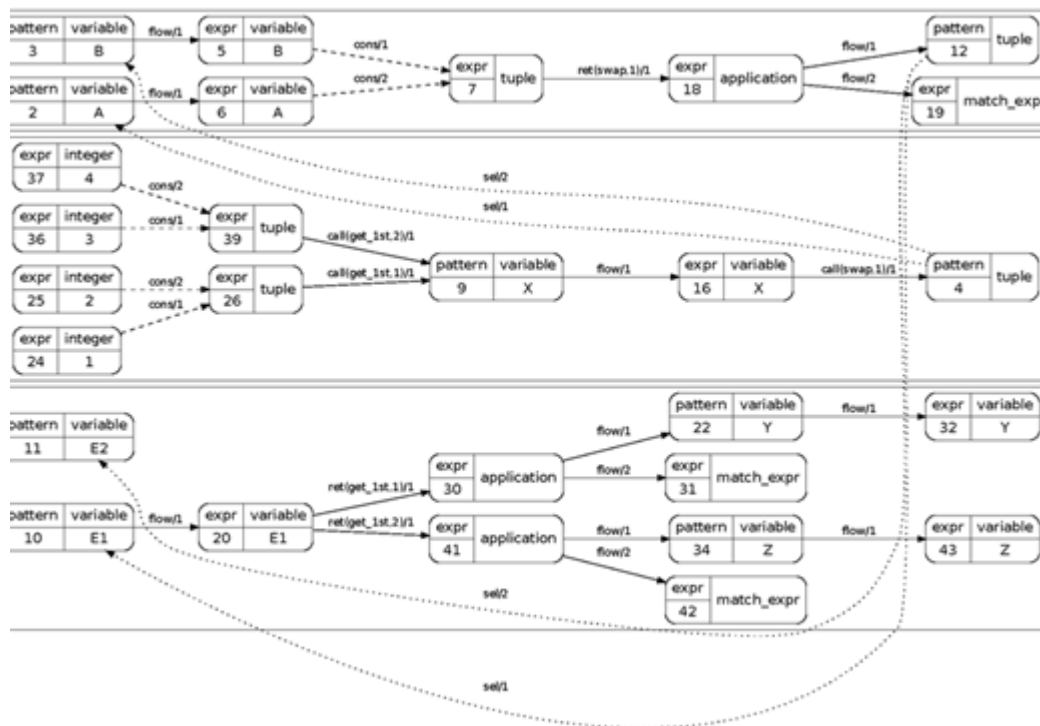 pattern variable
3 B
flow/1
expr variable
5 B
cons/1
pattern variable
2 A
flow/1
expr variable
6 A
cons/2
expr tuple
7
ret(swap,1)/1
expr application
18
flow/1
pattern tuple
12
flow/2
expr match_exp
19
expr integer
37 4
cons/2
expr integer
36 3
cons/1
expr tuple
39
call(get_1st,2)/1
expr integer
25 2
cons/2
expr tuple
26
call(get_1st,1)/1
expr integer
24 1
cons/1
pattern variable
9 X
flow/1
expr variable
16 X
call(swap,1)/1
pattern tuple
4
sel/2
sel/1
pattern variable
11 E2
pattern variable
10 E1
flow/1
expr variable
20 E1
ret(get_1st,1)/1
ret(get_1st,2)/1
expr application
30
flow/1
pattern variable
22 Y
flow/1
expr variable
32 Y
flow/2
expr match_expr
31
expr application
41
flow/1
pattern variable
34 Z
flow/1
expr variable
43 Z
flow/2
expr match_expr
42
sel/2
sel/1